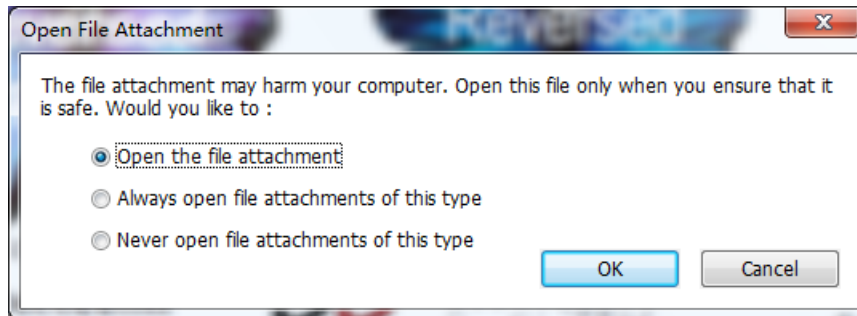 Open File Attachment
Reversed
The file attachment may harm your computer. Open this file only when you ensure that it
is safe. Would you like to :
Open the file attachment
Always open file attachments of this type
Never open file attachments of this type
OK
Cancel